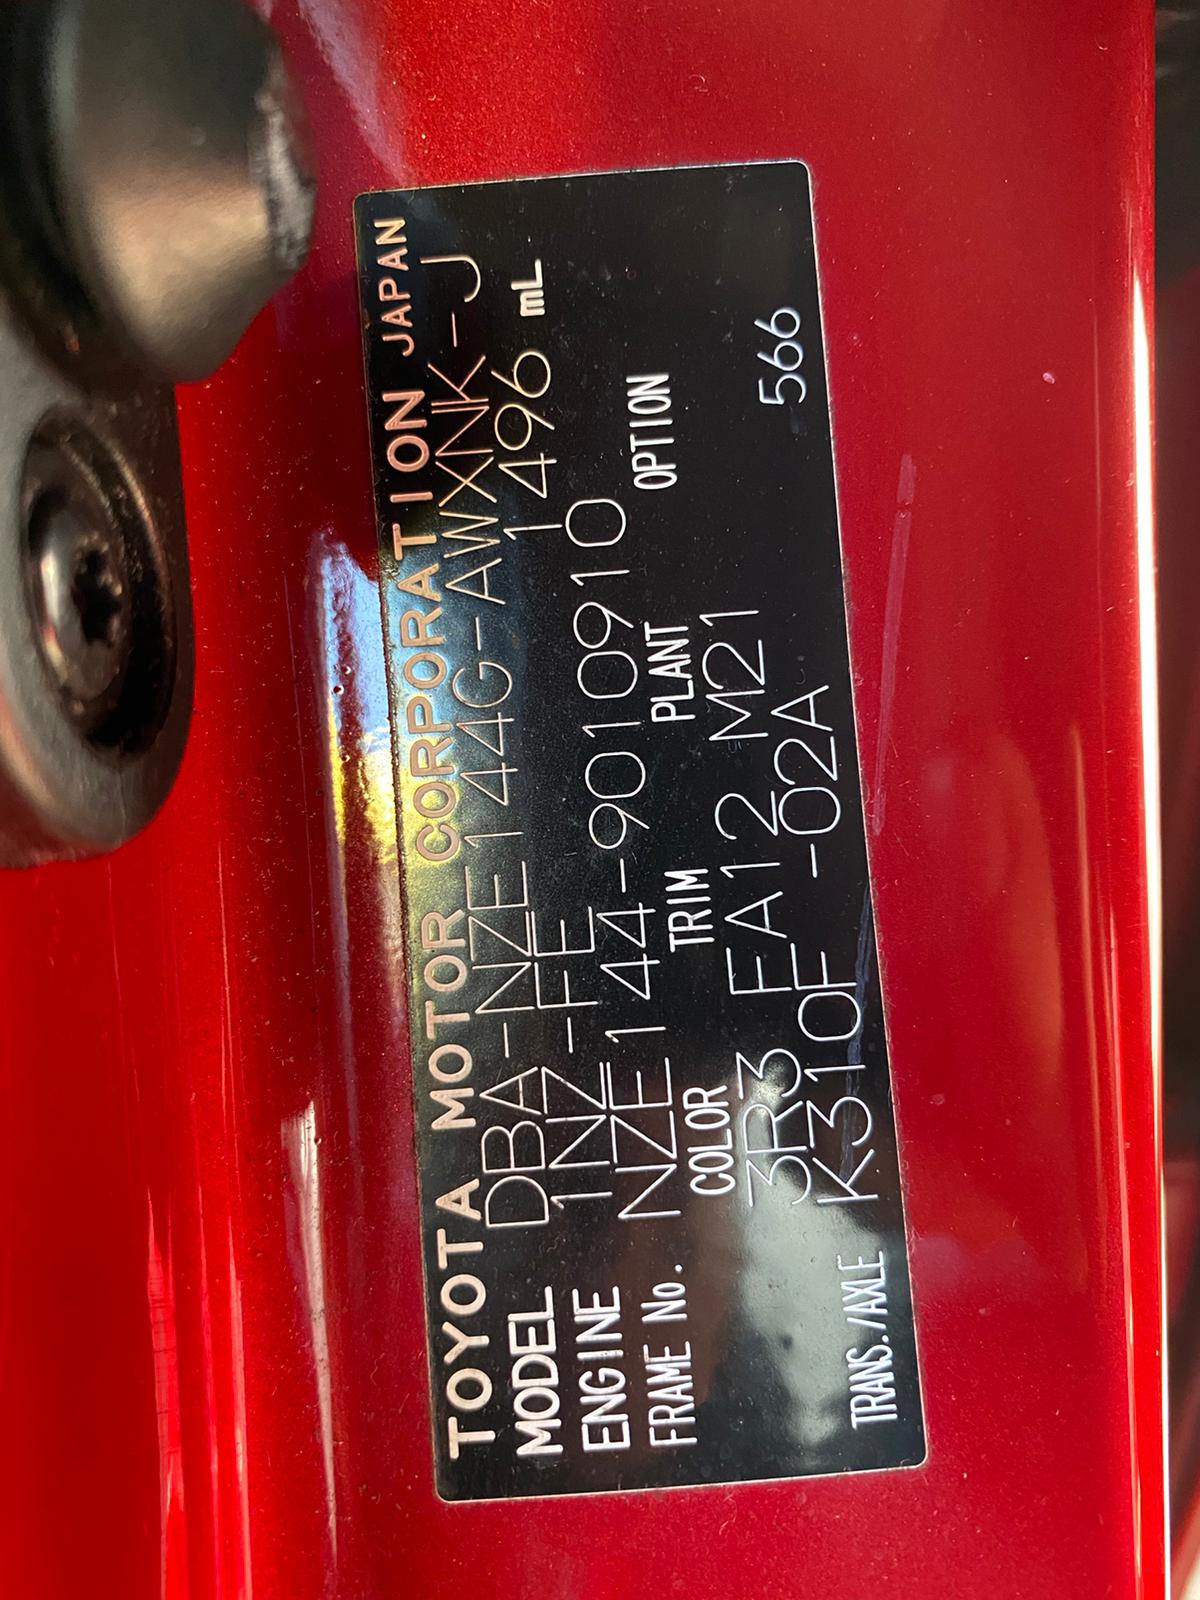 TOYOTA MOTOR CORPORATION JAPAN
MODEL DBA-NZE144G-AWXNK-J
ENGINE 1NZ-FE 1496 mL
FRAME No. NZE144-9010910
COLOR TRIM PLANT OPTION
3R3 FA12 M21
TRANS./AXLE K310F -02A 566